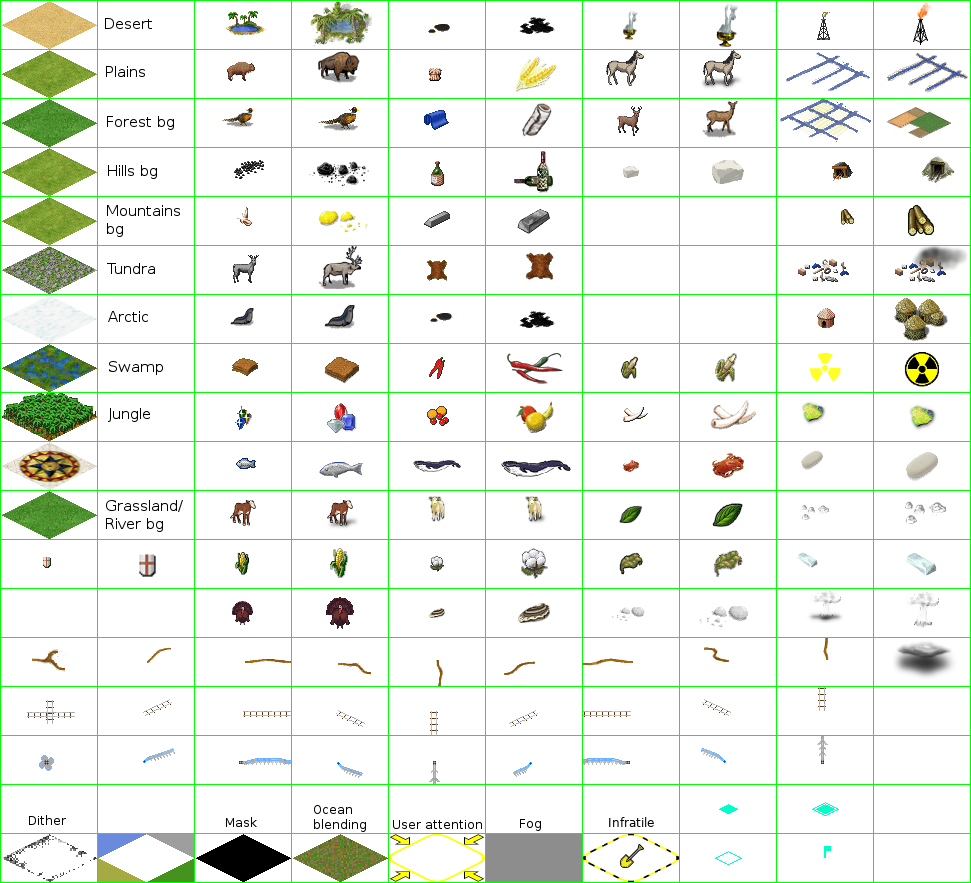 Desert
Plains
Forest bg
Hills bg
Mountains
bg
Tundra
Arctic
Swamp
Jungle
Grassland/
River bg
Dither
Mask
Ocean
blending
User attention
Fog
Infratile